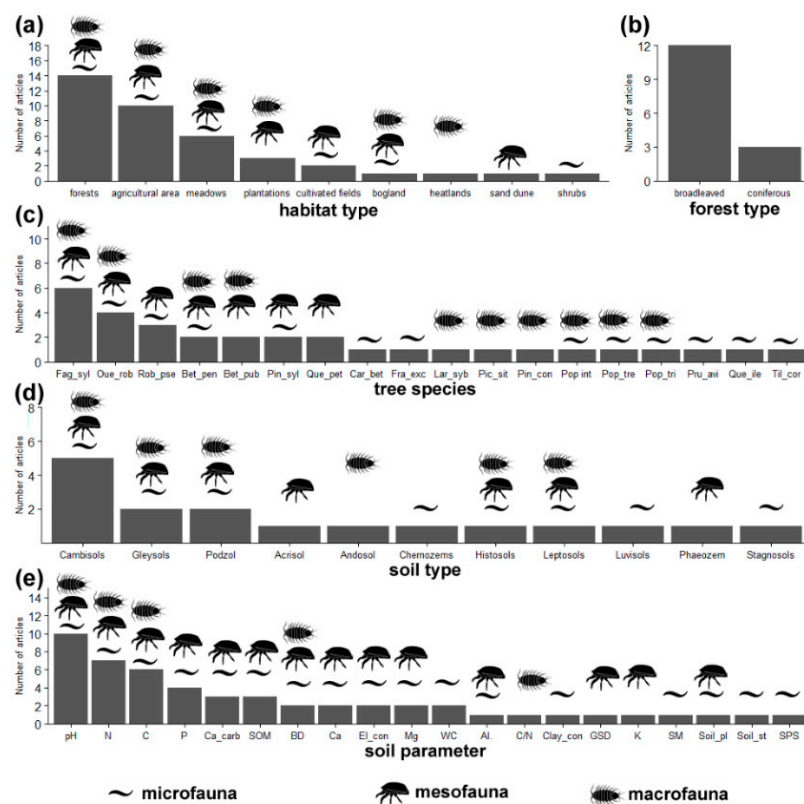 (a)
Number of articles
18
16
14
12
10
8
6
4
2
0
forests agricultural area meadows plantations cultivated fields bogland heatlands sand dune shrubs
habitat type
(b)
Number of articles
12
9
6
3
0
broadleaved coniferous
forest type
(c)
Number of articles
10
8
6
4
2
0
Fag_syl Oue_rob Rob_pse Bet_pen Bet_pub Pin_syl Que_pet Car_bet Fra_exc Lar_syb Pic_sit Pin_con Pop int Pop_tre Pop_tri Pru_avi Que_ile Til_cor
tree species
(d)
Number of articles
8
6
4
2
Cambisols Gleysols Podzol Acrisol Andosol Chernozems Histosols Leptosols Luvisols Phaeozem Stagnosols
soil type
(e)
Number of articles
14
12
10
8
6
4
2
0
pH N C P Ca_carb SOM BD Ca El_con Mg WC Al. C/N Clay_con GSD K SM Soil_pl Soil_st SPS
soil parameter
microfauna mesofauna macrofauna